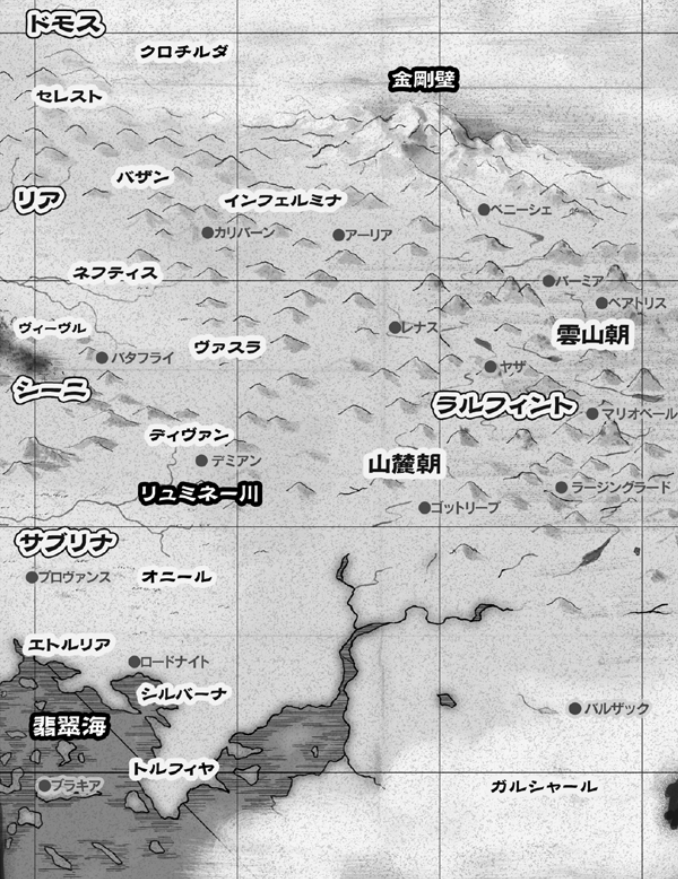 ドモス
クロチルダ
金剛壁
セレスト
バザン
リア
インフェルミナ
ベニーシェ
カリバーン
アーリア
ネフティス
バーミア
ベアトリス
ヴィーヴル
レナス
雲山朝
ヴァスラ
バタフライ
ヤザ
シーニ
ラルフィント
マリオベール
ディヴァン
デミアン
山麓朝
リュミネー川
ラージングラード
ゴットリープ
サブリナ
プロヴァンス
オニール
エトルリア
ロードナイト
シルバーナ
バルザック
翡翠海
トルフィヤ
ブラキア
ガルシャール